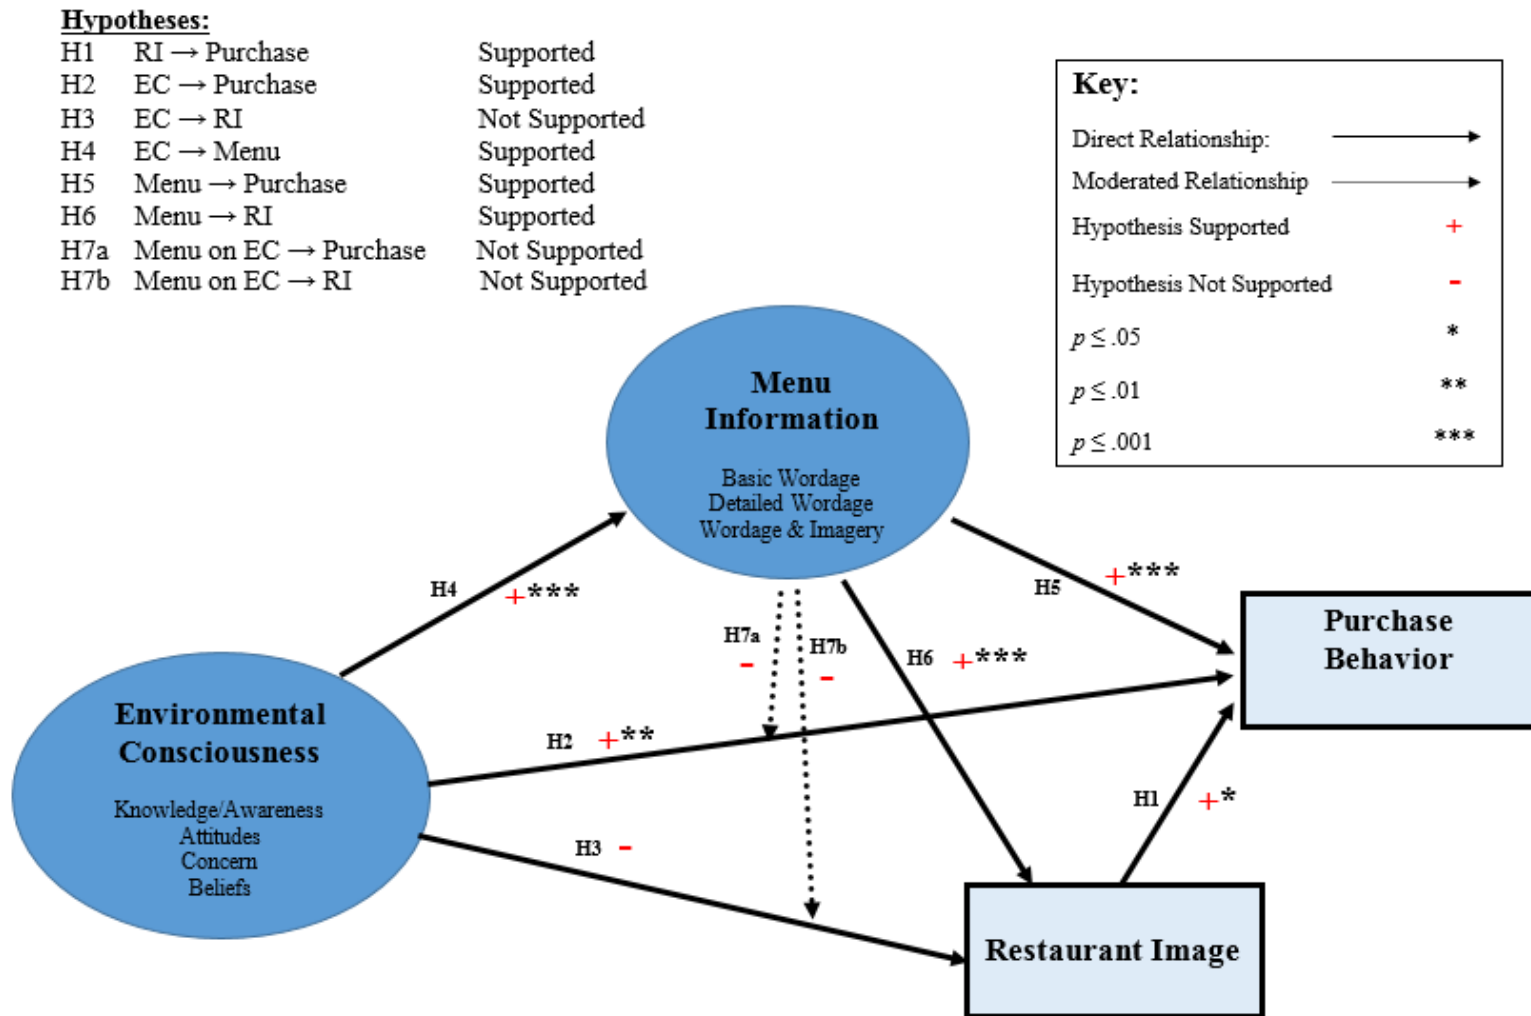 Hypotheses:
H1 RI → Purchase Supported
H2 EC → Purchase Supported
H3 EC → RI Not Supported
H4 EC → Menu Supported
H5 Menu → Purchase Supported
H6 Menu → RI Supported
H7a Menu on EC → Purchase Not Supported
H7b Menu on EC → RI Not Supported
Key:
Direct Relationship:
Moderated Relationship
Hypothesis Supported +
Hypothesis Not Supported -
p ≤ .05 *
p ≤ .01 **
p ≤ .001 ***
Menu
Information
Basic Wordage
Detailed Wordage
Wordage & Imagery
H4 +***
H5 +***
H7a -
H7b -
H6 +***
Purchase
Behavior
Environmental
Consciousness
Knowledge/Awareness
Attitudes
Concern
Beliefs
H2 +**
H1 +*
H3 -
Restaurant Image